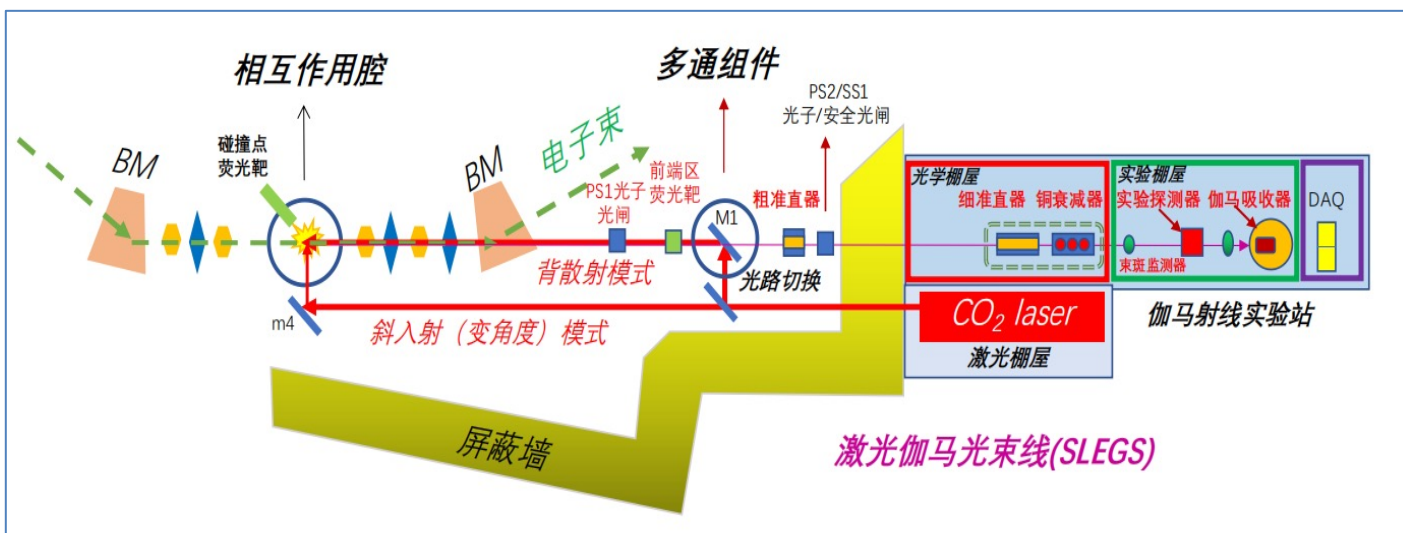 相互作用腔
多通组件
PS2/SS1
光子/安全光闸
碰撞点
荧光靶
BM
电子束
BM
PS1光子
光闸
前端区
荧光靶
M1
粗准直器
光学棚屋
细准直器 铜衰减器
实验棚屋
实验探测器 伽马吸收器
DAQ
束斑监测器
背散射模式
光路切换
m4
斜入射（变角度）模式
CO2 laser
激光棚屋
伽马射线实验站
屏蔽墙
激光伽马光束线(SLEGS)